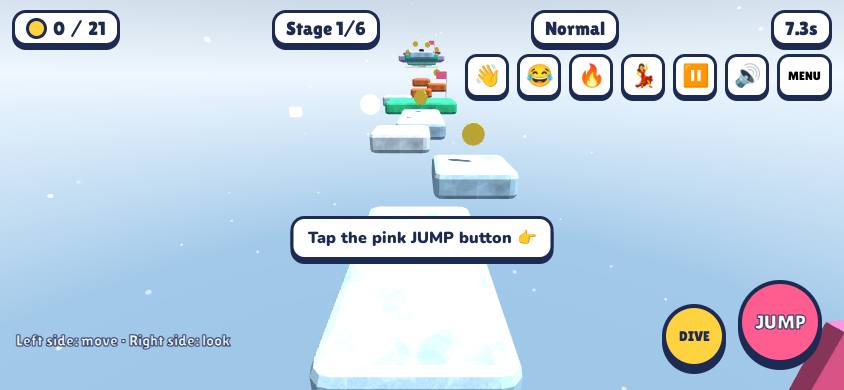 0 / 21
Stage 1/6
Normal
7.3s
MENU
Tap the pink JUMP button 👉
Left side: move · Right side: look
DIVE
JUMP